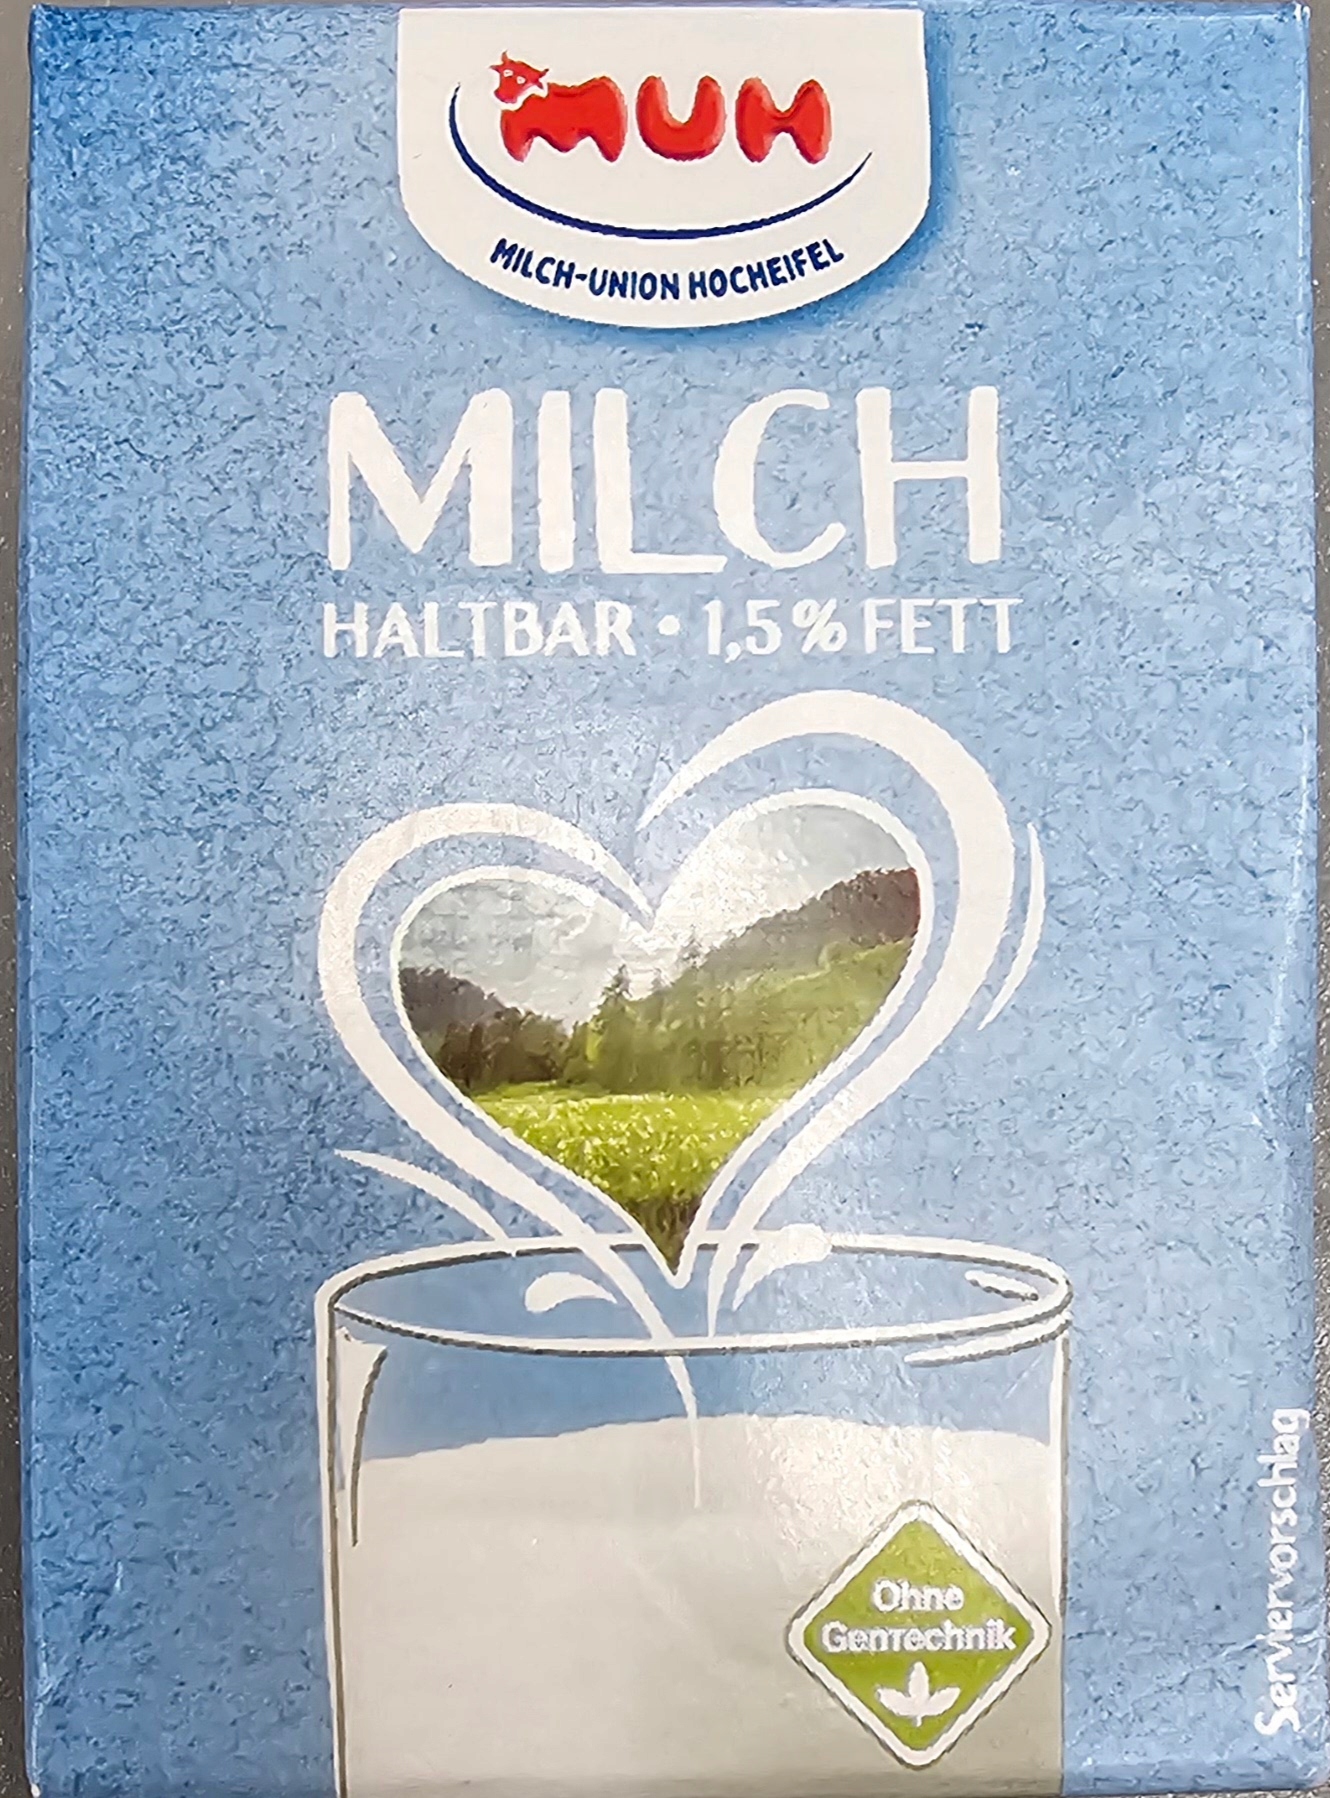 MUH
MILCH-UNION HOCHEIFEL
MILCH
HALTBAR • 1,5 % FETT
Ohne
Gentechnik
Serviervorschlag